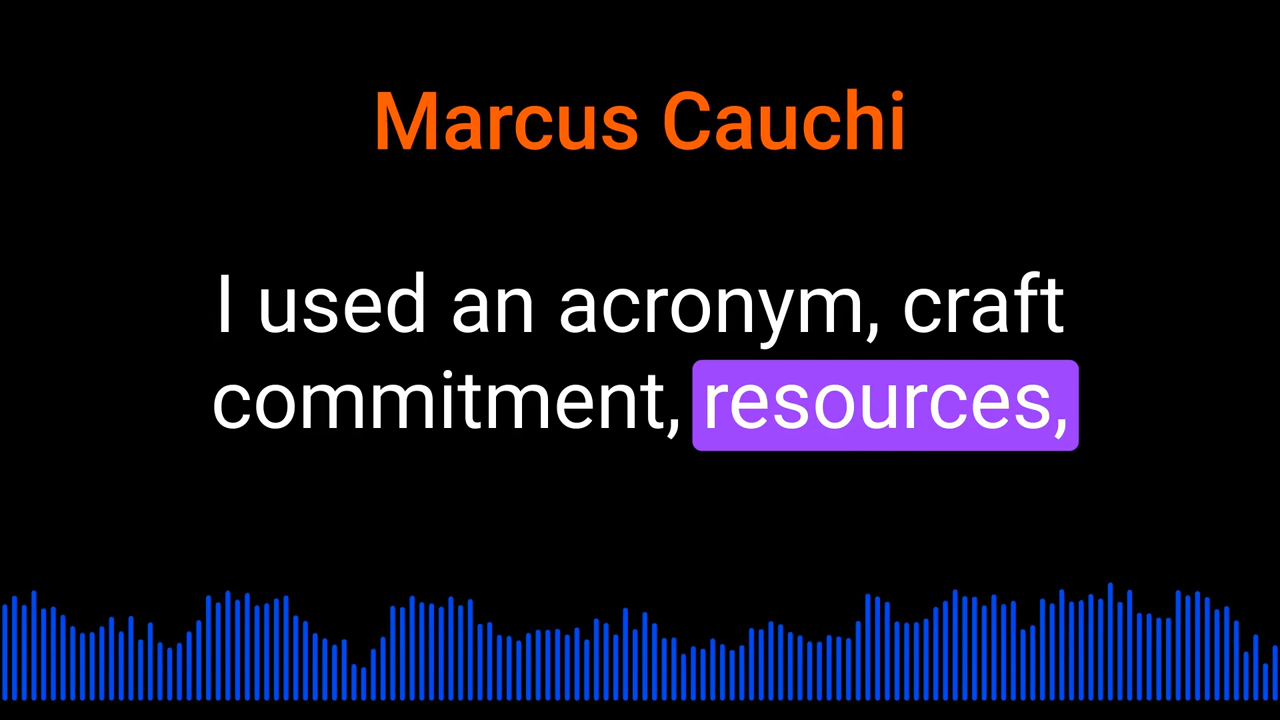 Marcus Cauchi
I used an acronym, craft
commitment, resources,